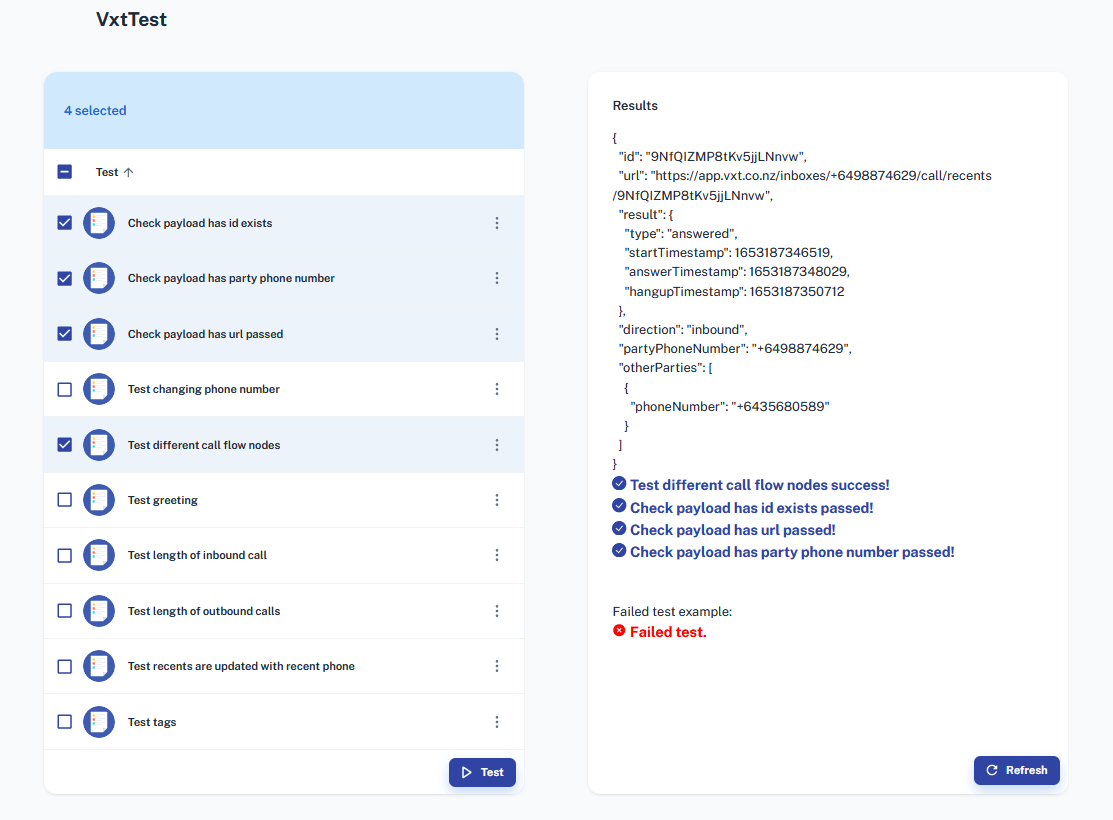 VxtTest
4 selected
Test
Check payload has id exists
Check payload has party phone number
Check payload has url passed
Test changing phone number
Test different call flow nodes
Test greeting
Test length of inbound call
Test length of outbound calls
Test recents are updated with recent phone
Test tags
Test
Results
{
"id": "9NfQIZMP8tKv5jjLNnvw",
"url": "https://app.vxt.co.nz/inboxes/+6498874629/call/recents
/9NfQIZMP8tKv5jjLNnvw",
"result": {
"type": "answered",
"startTimestamp": 1653187346519,
"answerTimestamp": 1653187348029,
"hangupTimestamp": 1653187350712
},
"direction": "inbound",
"partyPhoneNumber": "+6498874629",
"otherParties": [
{
"phoneNumber": "+6435680589"
}
]
}
Test different call flow nodes success!
Check payload has id exists passed!
Check payload has url passed!
Check payload has party phone number passed!
Failed test example:
Failed test.
Refresh